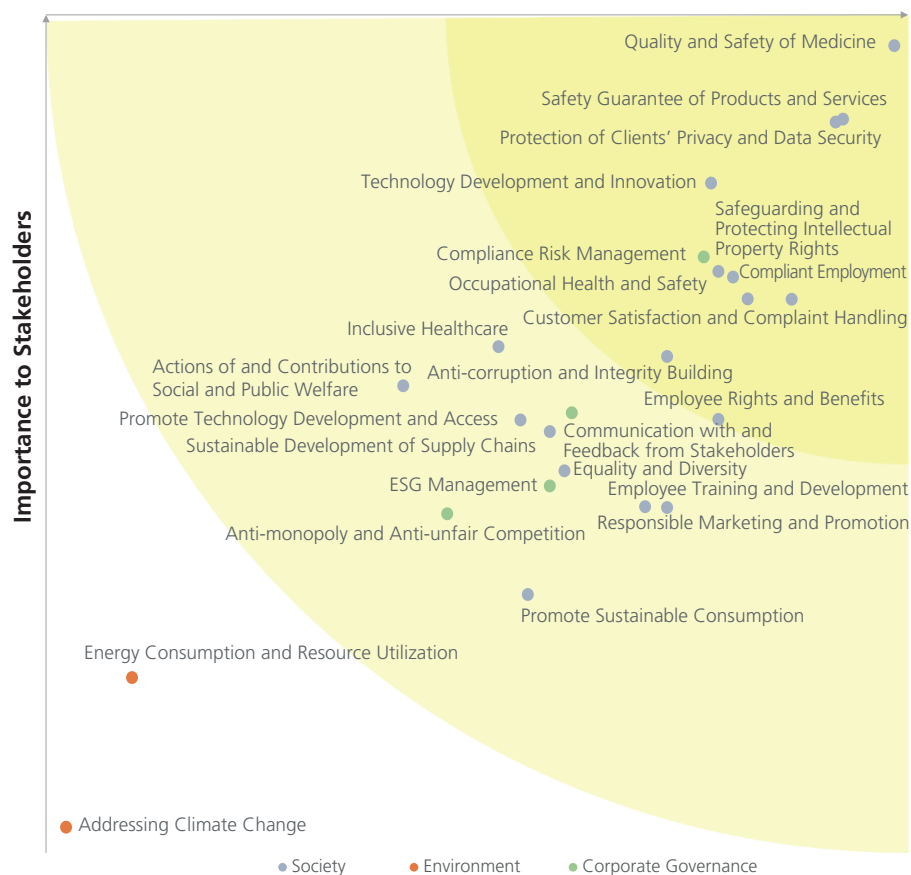 Quality and Safety of Medicine
Safety Guarantee of Products and Services
Protection of Clients’ Privacy and Data Security
Technology Development and Innovation
Safeguarding and
Protecting Intellectual
Property Rights
Compliance Risk Management
Compliant Employment
Occupational Health and Safety
Customer Satisfaction and Complaint Handling
Inclusive Healthcare
Actions of and Contributions to
Social and Public Welfare
Anti-corruption and Integrity Building
Employee Rights and Benefits
Promote Technology Development and Access
Communication with and
Feedback from Stakeholders
Sustainable Development of Supply Chains
Equality and Diversity
ESG Management
Employee Training and Development
Responsible Marketing and Promotion
Anti-monopoly and Anti-unfair Competition
Promote Sustainable Consumption
Energy Consumption and Resource Utilization
Addressing Climate Change
Importance to Stakeholders
Society
Environment
Corporate Governance